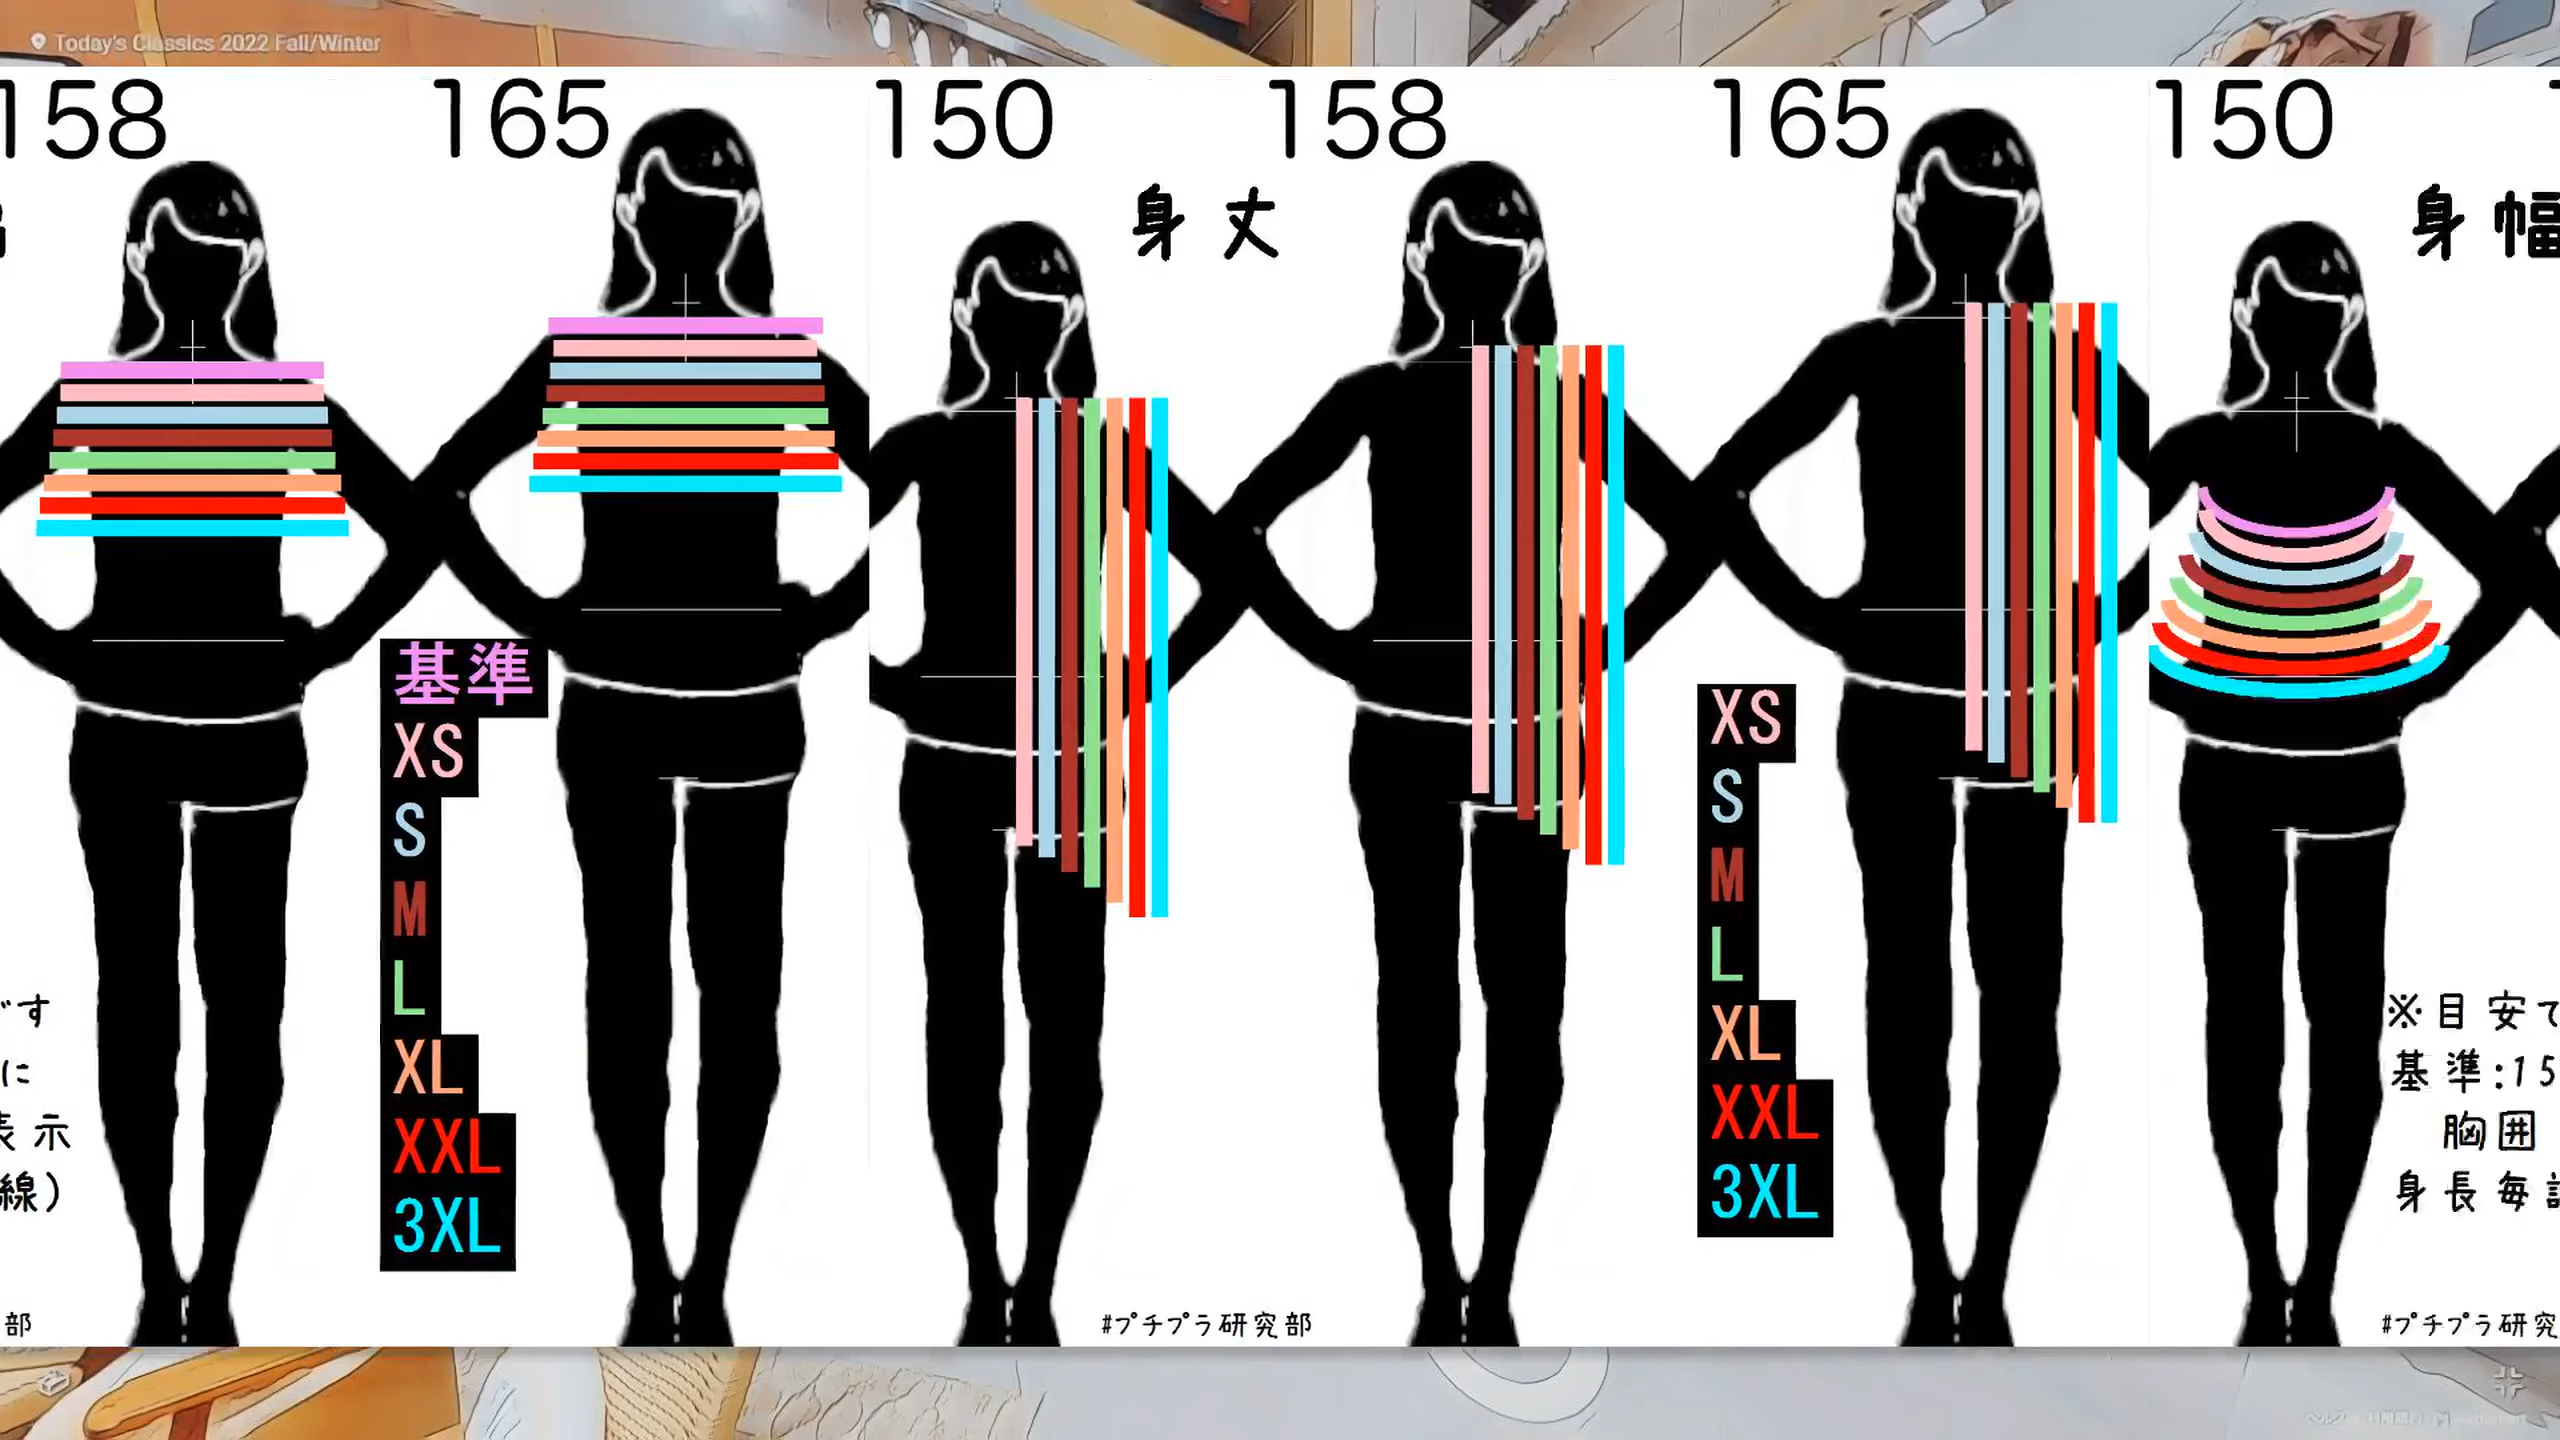 Today's Classics 2022 Fall/Winter
158
165
です
に
表示
線)
部
基準
XS
S
M
L
XL
XXL
3XL
150
158
165
身丈
XS
S
M
L
XL
XXL
3XL
#プチプラ研究部
150
身幅
※目安で
基準:15
胸囲
身長毎
#プチプラ研究